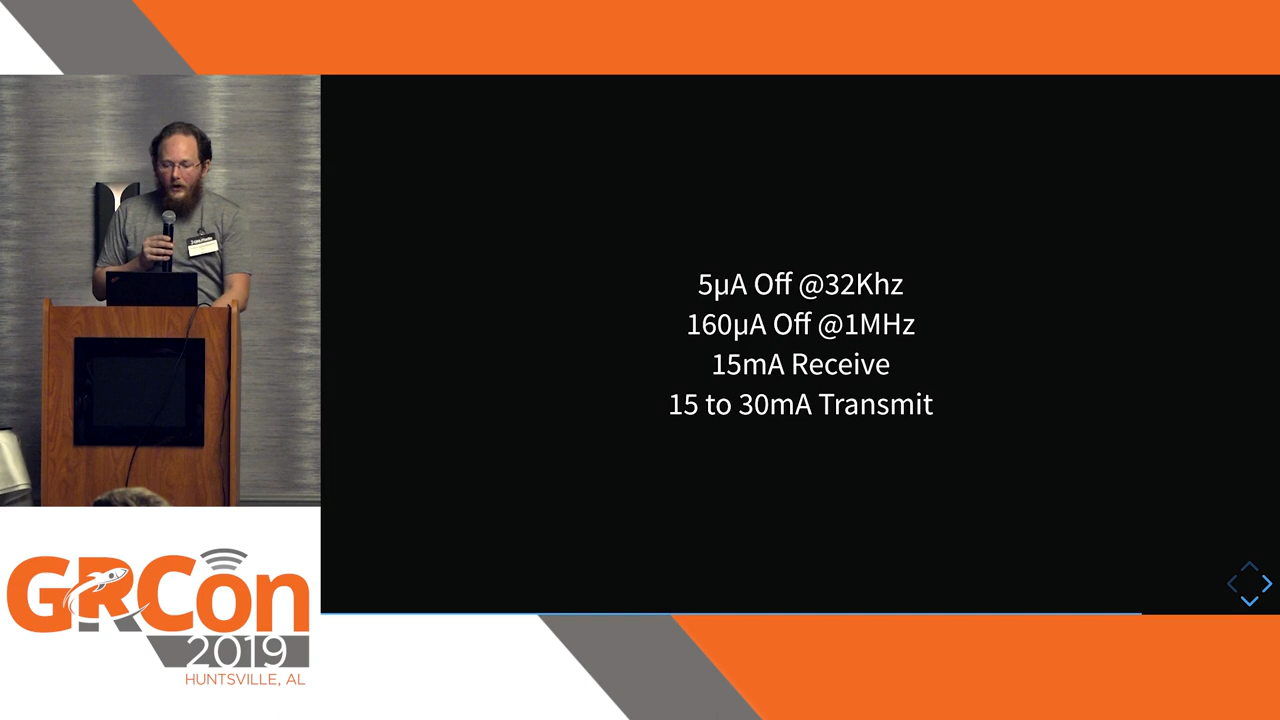 5µA Off @32Khz
160µA Off @1MHz
15mA Receive
15 to 30mA Transmit
GRCon
2019
HUNTSVILLE, AL